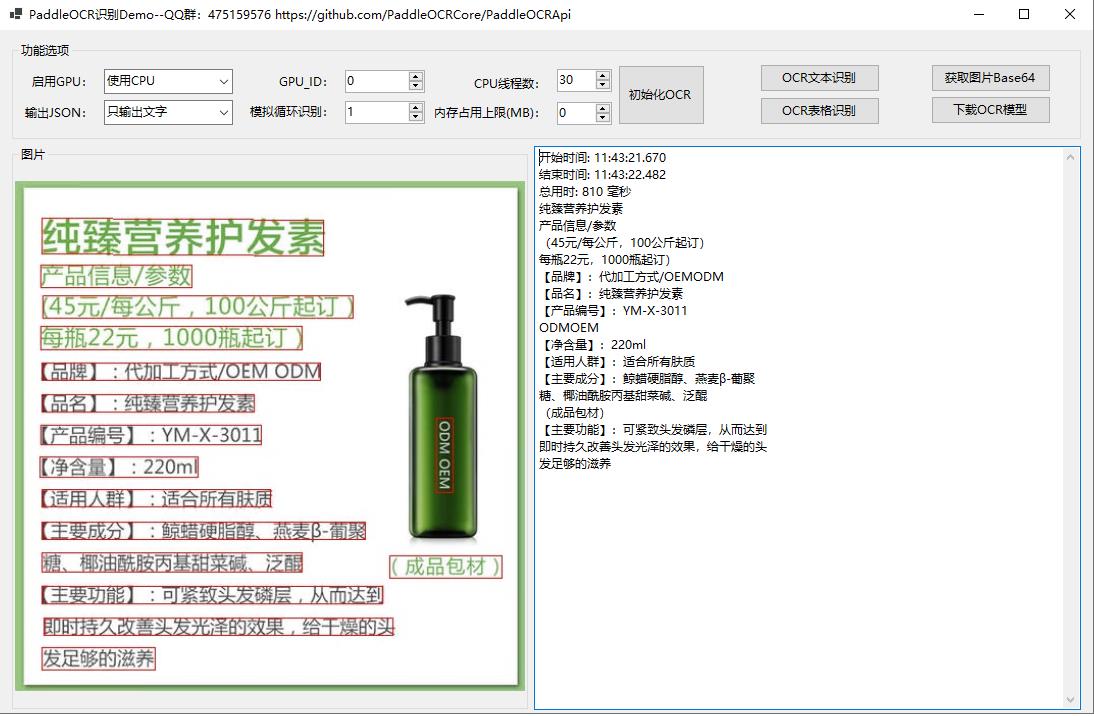 PaddleOCR识别Demo--QQ群：475159576 https://github.com/PaddleOCRCore/PaddleOCRApi
功能选项
启用GPU： 使用CPU GPU_ID： 0 CPU线程数： 30 初始化OCR OCR文本识别 获取图片Base64
输出JSON： 只输出文字 模拟循环识别： 1 内存占用上限(MB)： 0 OCR表格识别 下载OCR模型
图片
纯臻营养护发素
产品信息/参数
(45元/每公斤，100公斤起订）
每瓶22元，1000瓶起订）
【品牌】：代加工方式/OEM ODM
【品名】：纯臻营养护发素
【产品编号】：YM-X-3011
【净含量】：220ml
【适用人群】：适合所有肤质
【主要成分】：鲸蜡硬脂醇、燕麦β-葡聚
糖、椰油酰胺丙基甜菜碱、泛醌
【主要功能】：可紧致头发磷层，从而达到
即时持久改善头发光泽的效果，给干燥的头
发足够的滋养
ODM OEM
（成品包材）
开始时间: 11:43:21.670
结束时间: 11:43:22.482
总用时: 810 毫秒
纯臻营养护发素
产品信息/参数
（45元/每公斤，100公斤起订）
每瓶22元，1000瓶起订）
【品牌】：代加工方式/OEMODM
【品名】：纯臻营养护发素
【产品编号】：YM-X-3011
ODMOEM
【净含量】：220ml
【适用人群】：适合所有肤质
【主要成分】：鲸蜡硬脂醇、燕麦β-葡聚
糖、椰油酰胺丙基甜菜碱、泛醌
（成品包材）
【主要功能】：可紧致头发磷层，从而达到
即时持久改善头发光泽的效果，给干燥的头
发足够的滋养